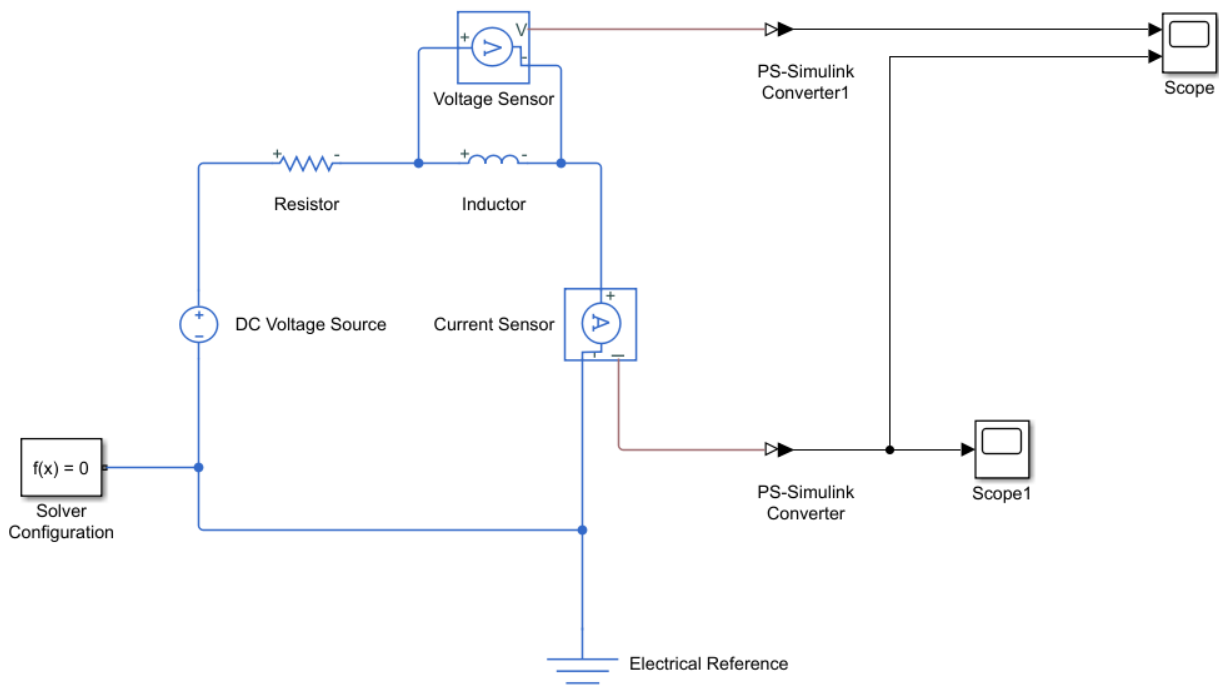 V
+
-
Voltage Sensor
PS-Simulink
Converter1
Scope
+
-
+
-
Resistor
Inductor
+
-
DC Voltage Source
Current Sensor
+
A
-
I
f(x) = 0
Solver
Configuration
PS-Simulink
Converter
Scope1
Electrical Reference